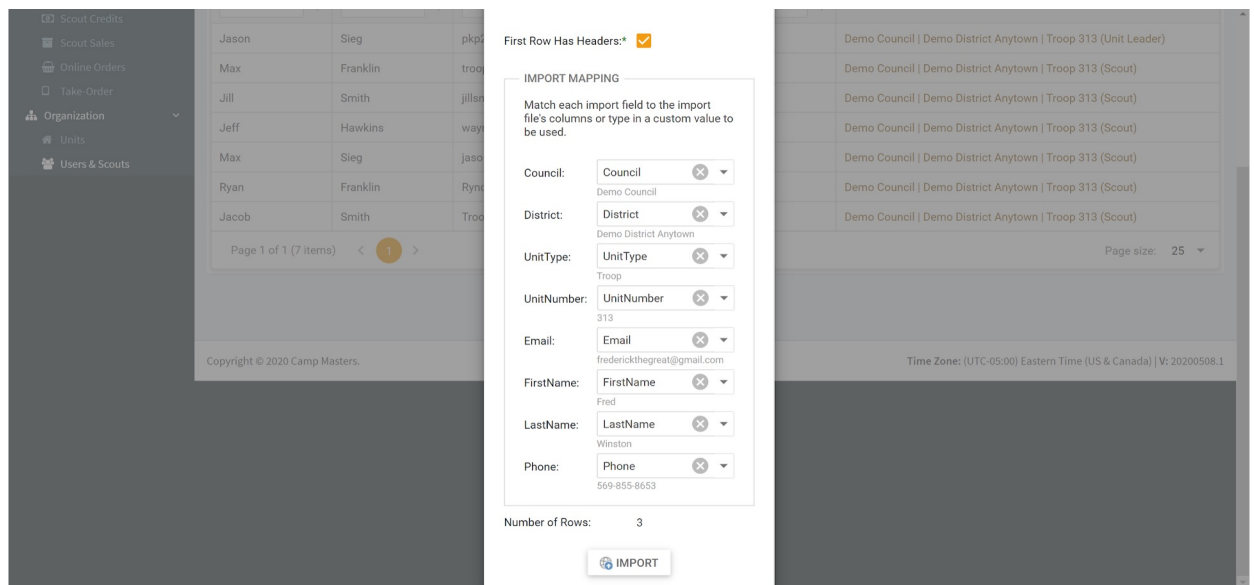 Scout Credits
Scout Sales
Online Orders
Take-Order
Organization
Units
Users & Scouts
Jason Sieg pkp2 Demo Council | Demo District Anytown | Troop 313 (Unit Leader)
Max Franklin troo Demo Council | Demo District Anytown | Troop 313 (Scout)
Jill Smith jillsn Demo Council | Demo District Anytown | Troop 313 (Scout)
Jeff Hawkins Demo Council | Demo District Anytown | Troop 313 (Scout)
Max Sieg jaso Demo Council | Demo District Anytown | Troop 313 (Scout)
Ryan Franklin Demo Council | Demo District Anytown | Troop 313 (Scout)
Jacob Smith Troo Demo Council | Demo District Anytown | Troop 313 (Scout)
Page 1 of 1 (7 items) < 1 > Page size: 25
Copyright © 2020 Camp Masters. Time Zone: (UTC-05:00) Eastern Time (US & Canada) | V: 20200508.1
First Row Has Headers:*
IMPORT MAPPING
Match each import field to the import
file's columns or type in a custom value to
be used.
Council: Council
Demo Council
District: District
Demo District Anytown
UnitType: UnitType
Troop
UnitNumber: UnitNumber
313
Email: Email
frederickthegreat@gmail.com
FirstName: FirstName
Fred
LastName: LastName
Winston
Phone: Phone
569-855-8653
Number of Rows: 3
IMPORT